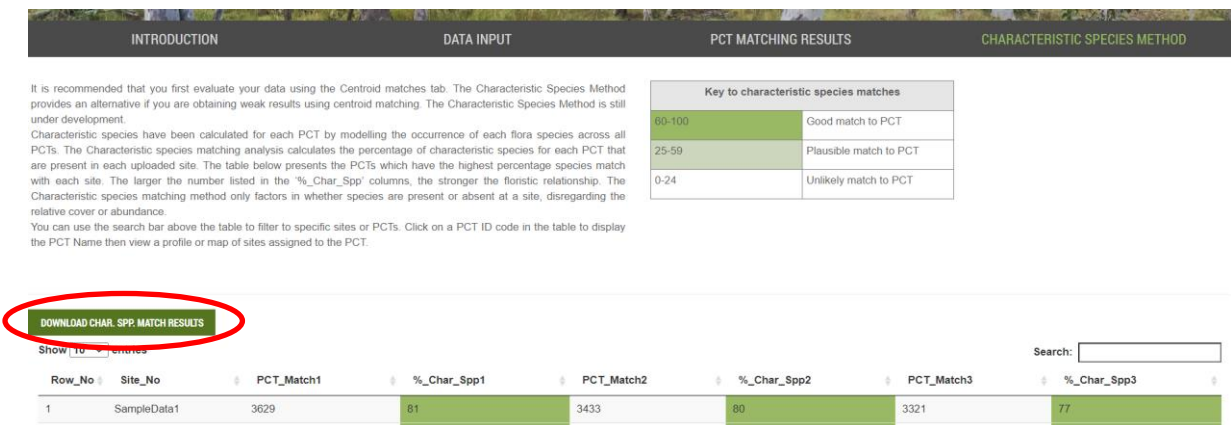 INTRODUCTION DATA INPUT PCT MATCHING RESULTS CHARACTERISTIC SPECIES METHOD
It is recommended that you first evaluate your data using the Centroid matches tab. The Characteristic Species Method
provides an alternative if you are obtaining weak results using centroid matching. The Characteristic Species Method is still
under development.
Characteristic species have been calculated for each PCT by modelling the occurrence of each flora species across all
PCTs. The Characteristic species matching analysis calculates the percentage of characteristic species for each PCT that
are present in each uploaded site. The table below presents the PCTs which have the highest percentage species match
with each site. The larger the number listed in the '%_Char_Spp' columns, the stronger the floristic relationship. The
Characteristic species matching method only factors in whether species are present or absent at a site, disregarding the
relative cover or abundance.
You can use the search bar above the table to filter to specific sites or PCTs. Click on a PCT ID code in the table to display
the PCT Name then view a profile or map of sites assigned to the PCT.
Key to characteristic species matches
60-100 Good match to PCT
25-59 Plausible match to PCT
0-24 Unlikely match to PCT
DOWNLOAD CHAR. SPP. MATCH RESULTS
Show 10 entries Search:
Row_No Site_No PCT_Match1 %_Char_Spp1 PCT_Match2 %_Char_Spp2 PCT_Match3 %_Char_Spp3
1 SampleData1 3629 81 3433 80 3321 77